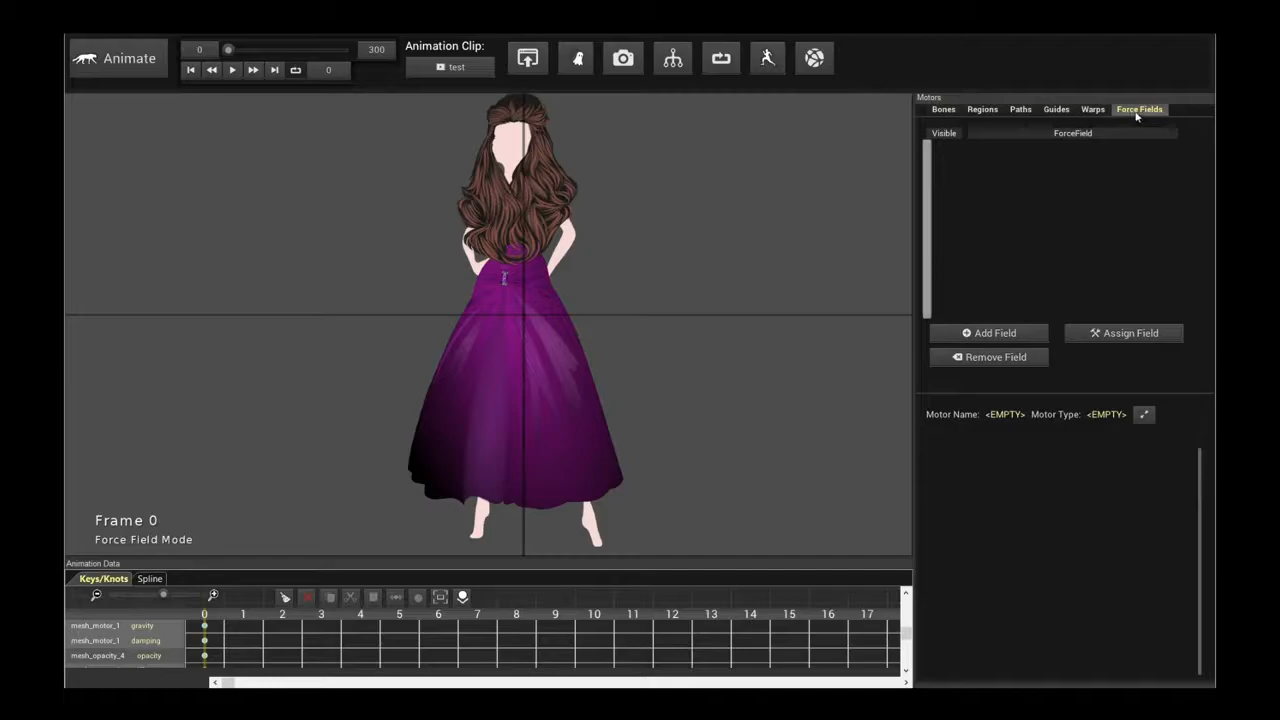 Animate
0
300
0
Animation Clip:
test
Motors
Bones Regions Paths Guides Warps Force Fields
Visible ForceField
Add Field Assign Field
Remove Field
Motor Name: <EMPTY> Motor Type: <EMPTY>
Frame 0
Force Field Mode
Animation Data
Keys/Knots Spline
0 1 2 3 4 5 6 7 8 9 10 11 12 13 14 15 16 17
mesh_motor_1 gravity
mesh_motor_1 damping
mesh_opacity_4 opacity